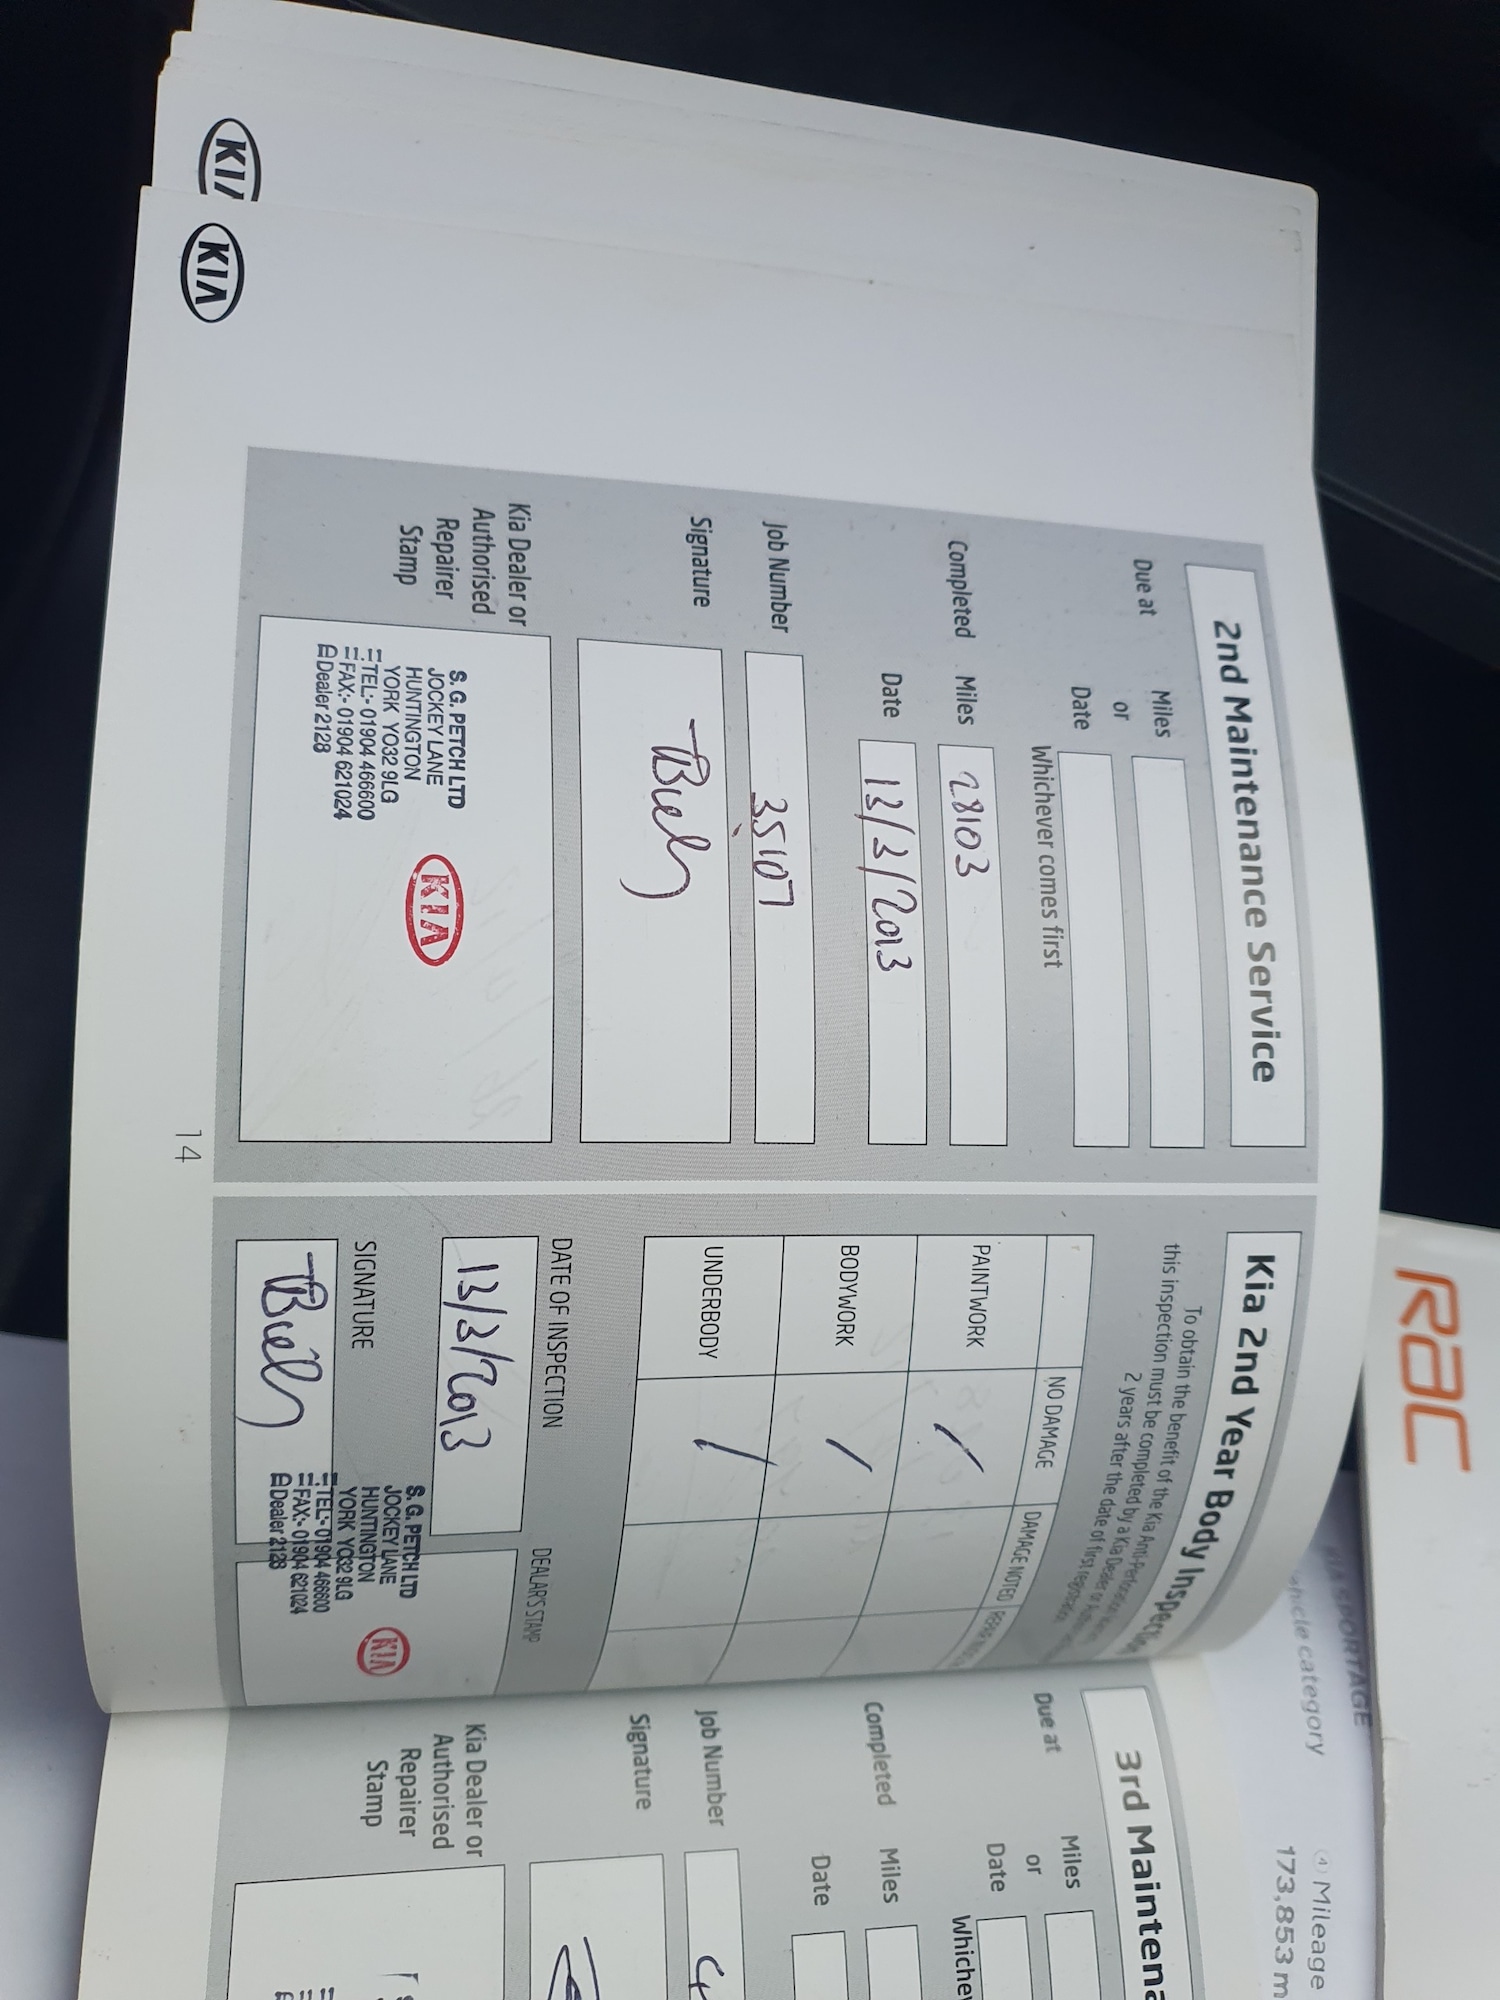 KIA
KIA
2nd Maintenance Service
Due at
Miles
or
Date
Whichever comes first
Completed
Miles
28103
Date
13/3/2013
Job Number
35107
Signature
Kia Dealer or
Authorised
Repairer
Stamp
S. G. PETCH LTD
JOCKEY LANE
HUNTINGTON
YORK YO32 9LG
TEL:- 01904 466600
FAX:- 01904 621024
Dealer 2128
KIA
14
Kia 2nd Year Body Inspection
To obtain the benefit of the Kia Anti-Perforation
this inspection must be completed by a Kia Dealer or
2 years after the date of first registration
NO DAMAGE
DAMAGE NOTED
PAINTWORK
/
BODYWORK
/
UNDERBODY
/
DATE OF INSPECTION
13/3/2013
DEALAR'S STAMP
SIGNATURE
S. G. PETCH LTD
JOCKEY LANE
HUNTINGTON
YORK YO32 9LG
TEL:- 01904 466600
FAX:- 01904 621024
Dealer 2128
KIA
3rd Maintena
Due at
Miles
or
Date
Whicheve
Completed
Miles
Date
Job Number
Signature
Kia Dealer or
Authorised
Repairer
Stamp
RAC
KIA SPORTAGE
ehicle category
(4) Mileage
173,853 m